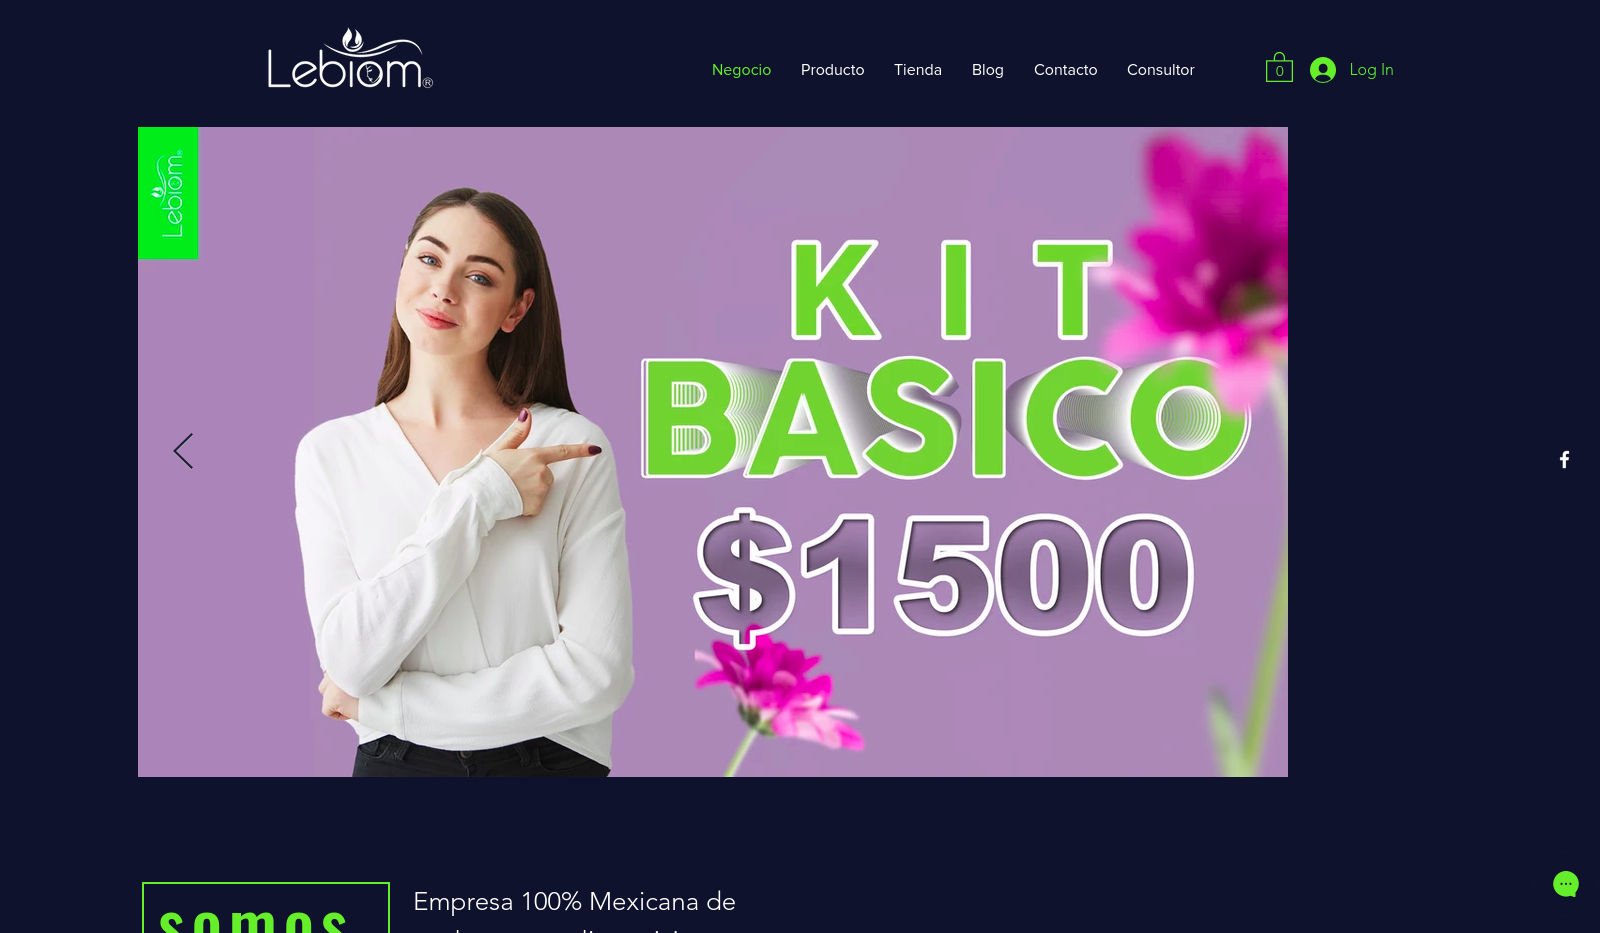 Lebiom®
Negocio
Producto
Tienda
Blog
Contacto
Consultor
0
Log In
Lebiom®
KIT
BASICO
$1500
somos
Empresa 100% Mexicana de